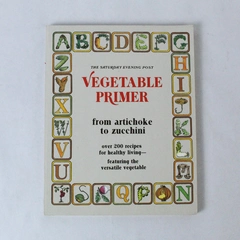 A B C D E F G H
THE SATURDAY EVENING POST
VEGETABLE
PRIMER
from artichoke
to zucchini
over 200 recipes
for healthy living—
featuring the
versatile vegetable
Z
Y
X
W
V
U
Q P O N